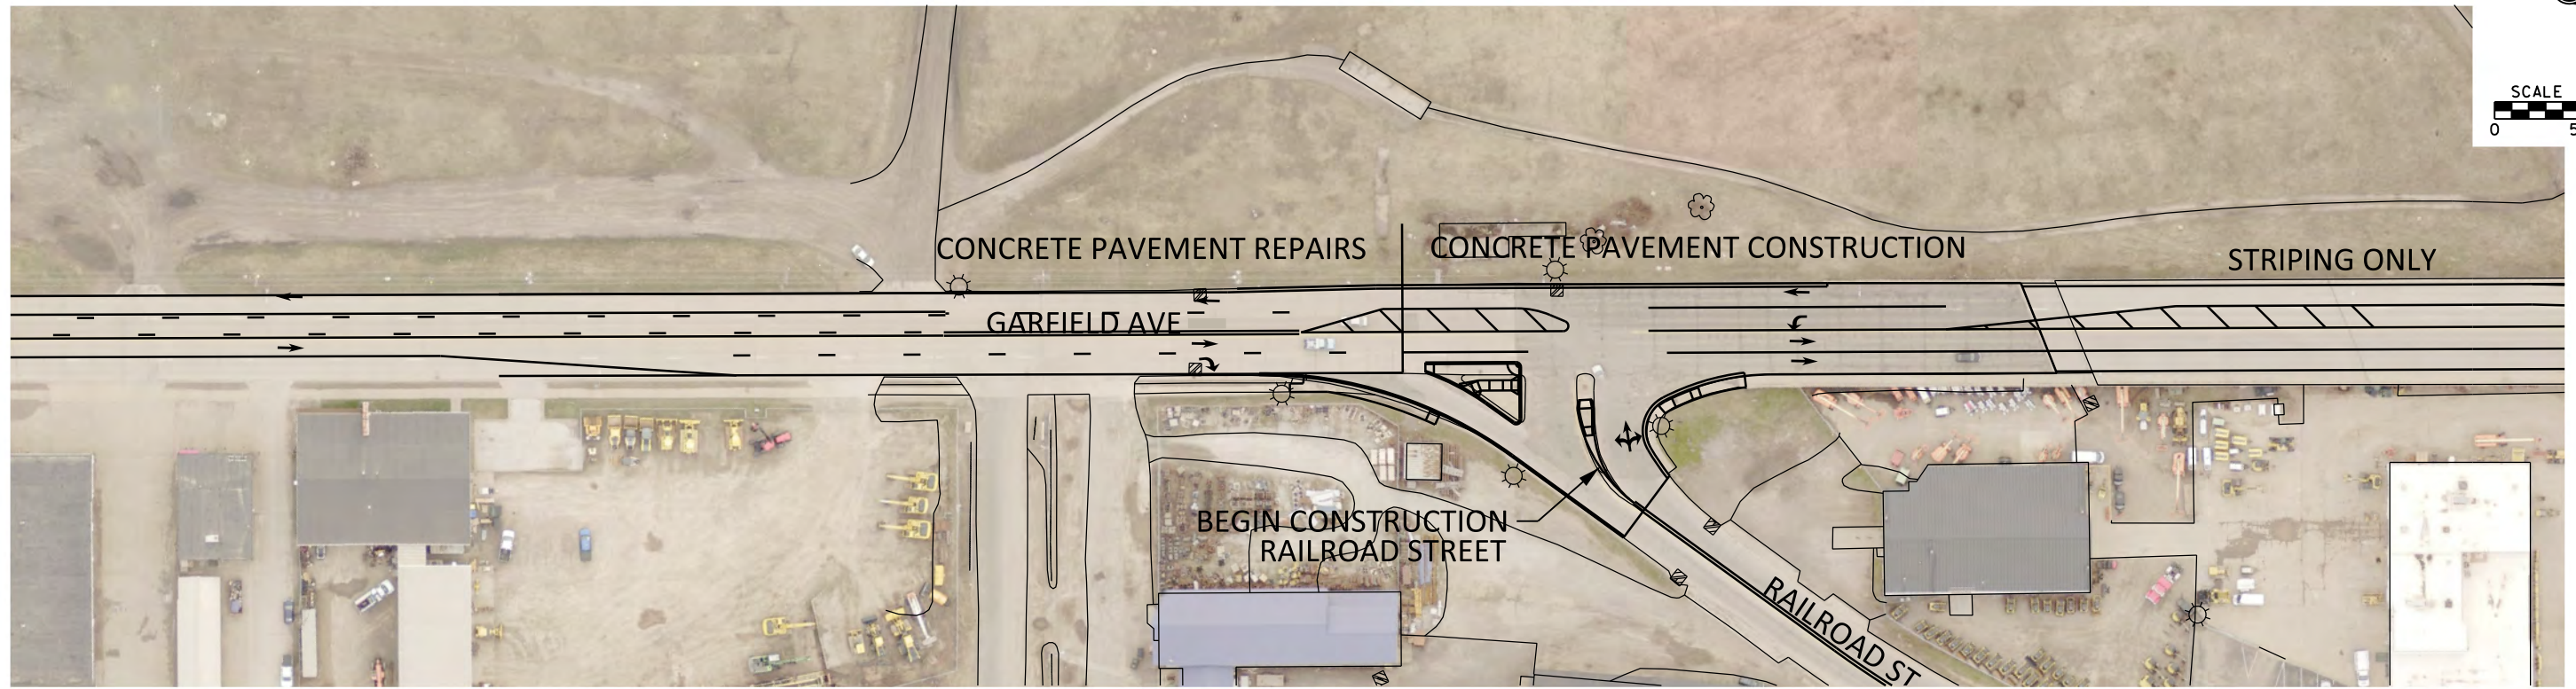 SCALE
0 5
CONCRETE PAVEMENT REPAIRS
CONCRETE PAVEMENT CONSTRUCTION
STRIPING ONLY
GARFIELD AVE
BEGIN CONSTRUCTION
RAILROAD STREET
RAILROAD ST